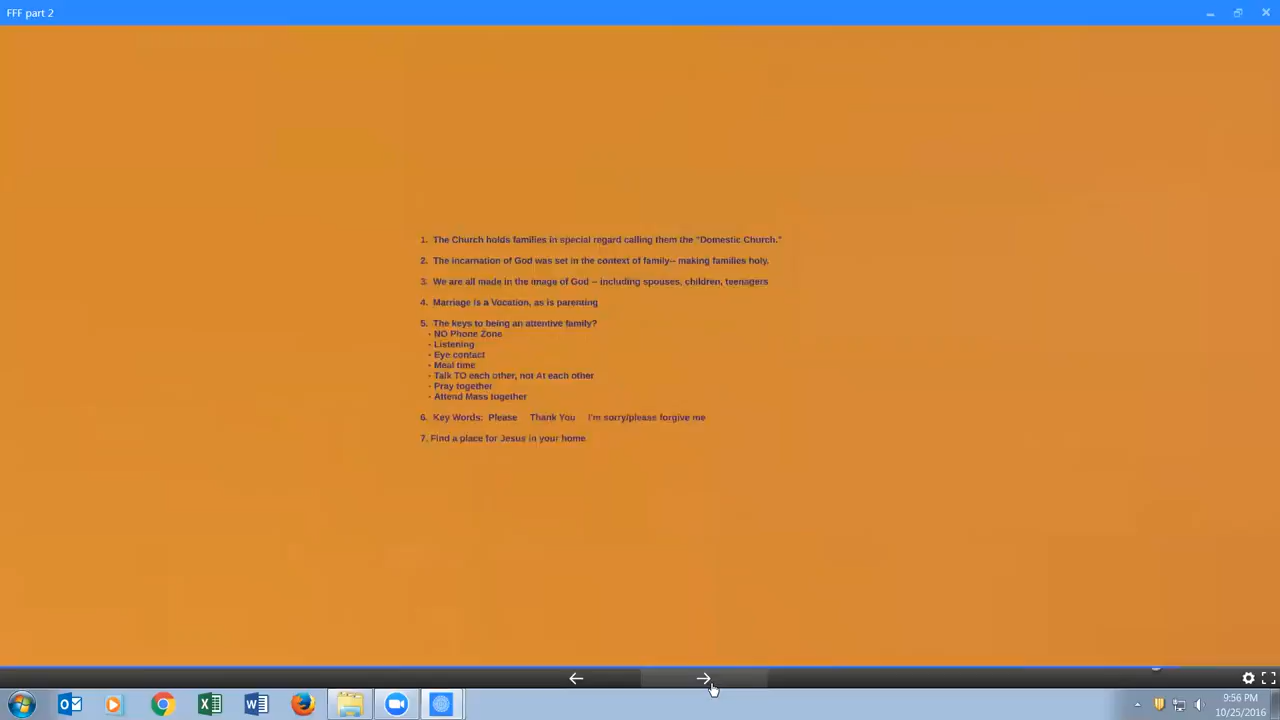 FFF part 2
1. The Church holds families in special regard calling them the "Domestic Church."
2. The incarnation of God was set in the context of family-- making families holy.
3. We are all made in the image of God -- including spouses, children, teenagers
4. Marriage is a Vocation, as is parenting
5. The keys to being an attentive family?
- NO Phone Zone
- Listening
- Eye contact
- Meal time
- Talk TO each other, not At each other
- Pray together
- Attend Mass together
6. Key Words: Please Thank You I'm sorry/please forgive me
7. Find a place for Jesus in your home
9:56 PM
10/25/2016